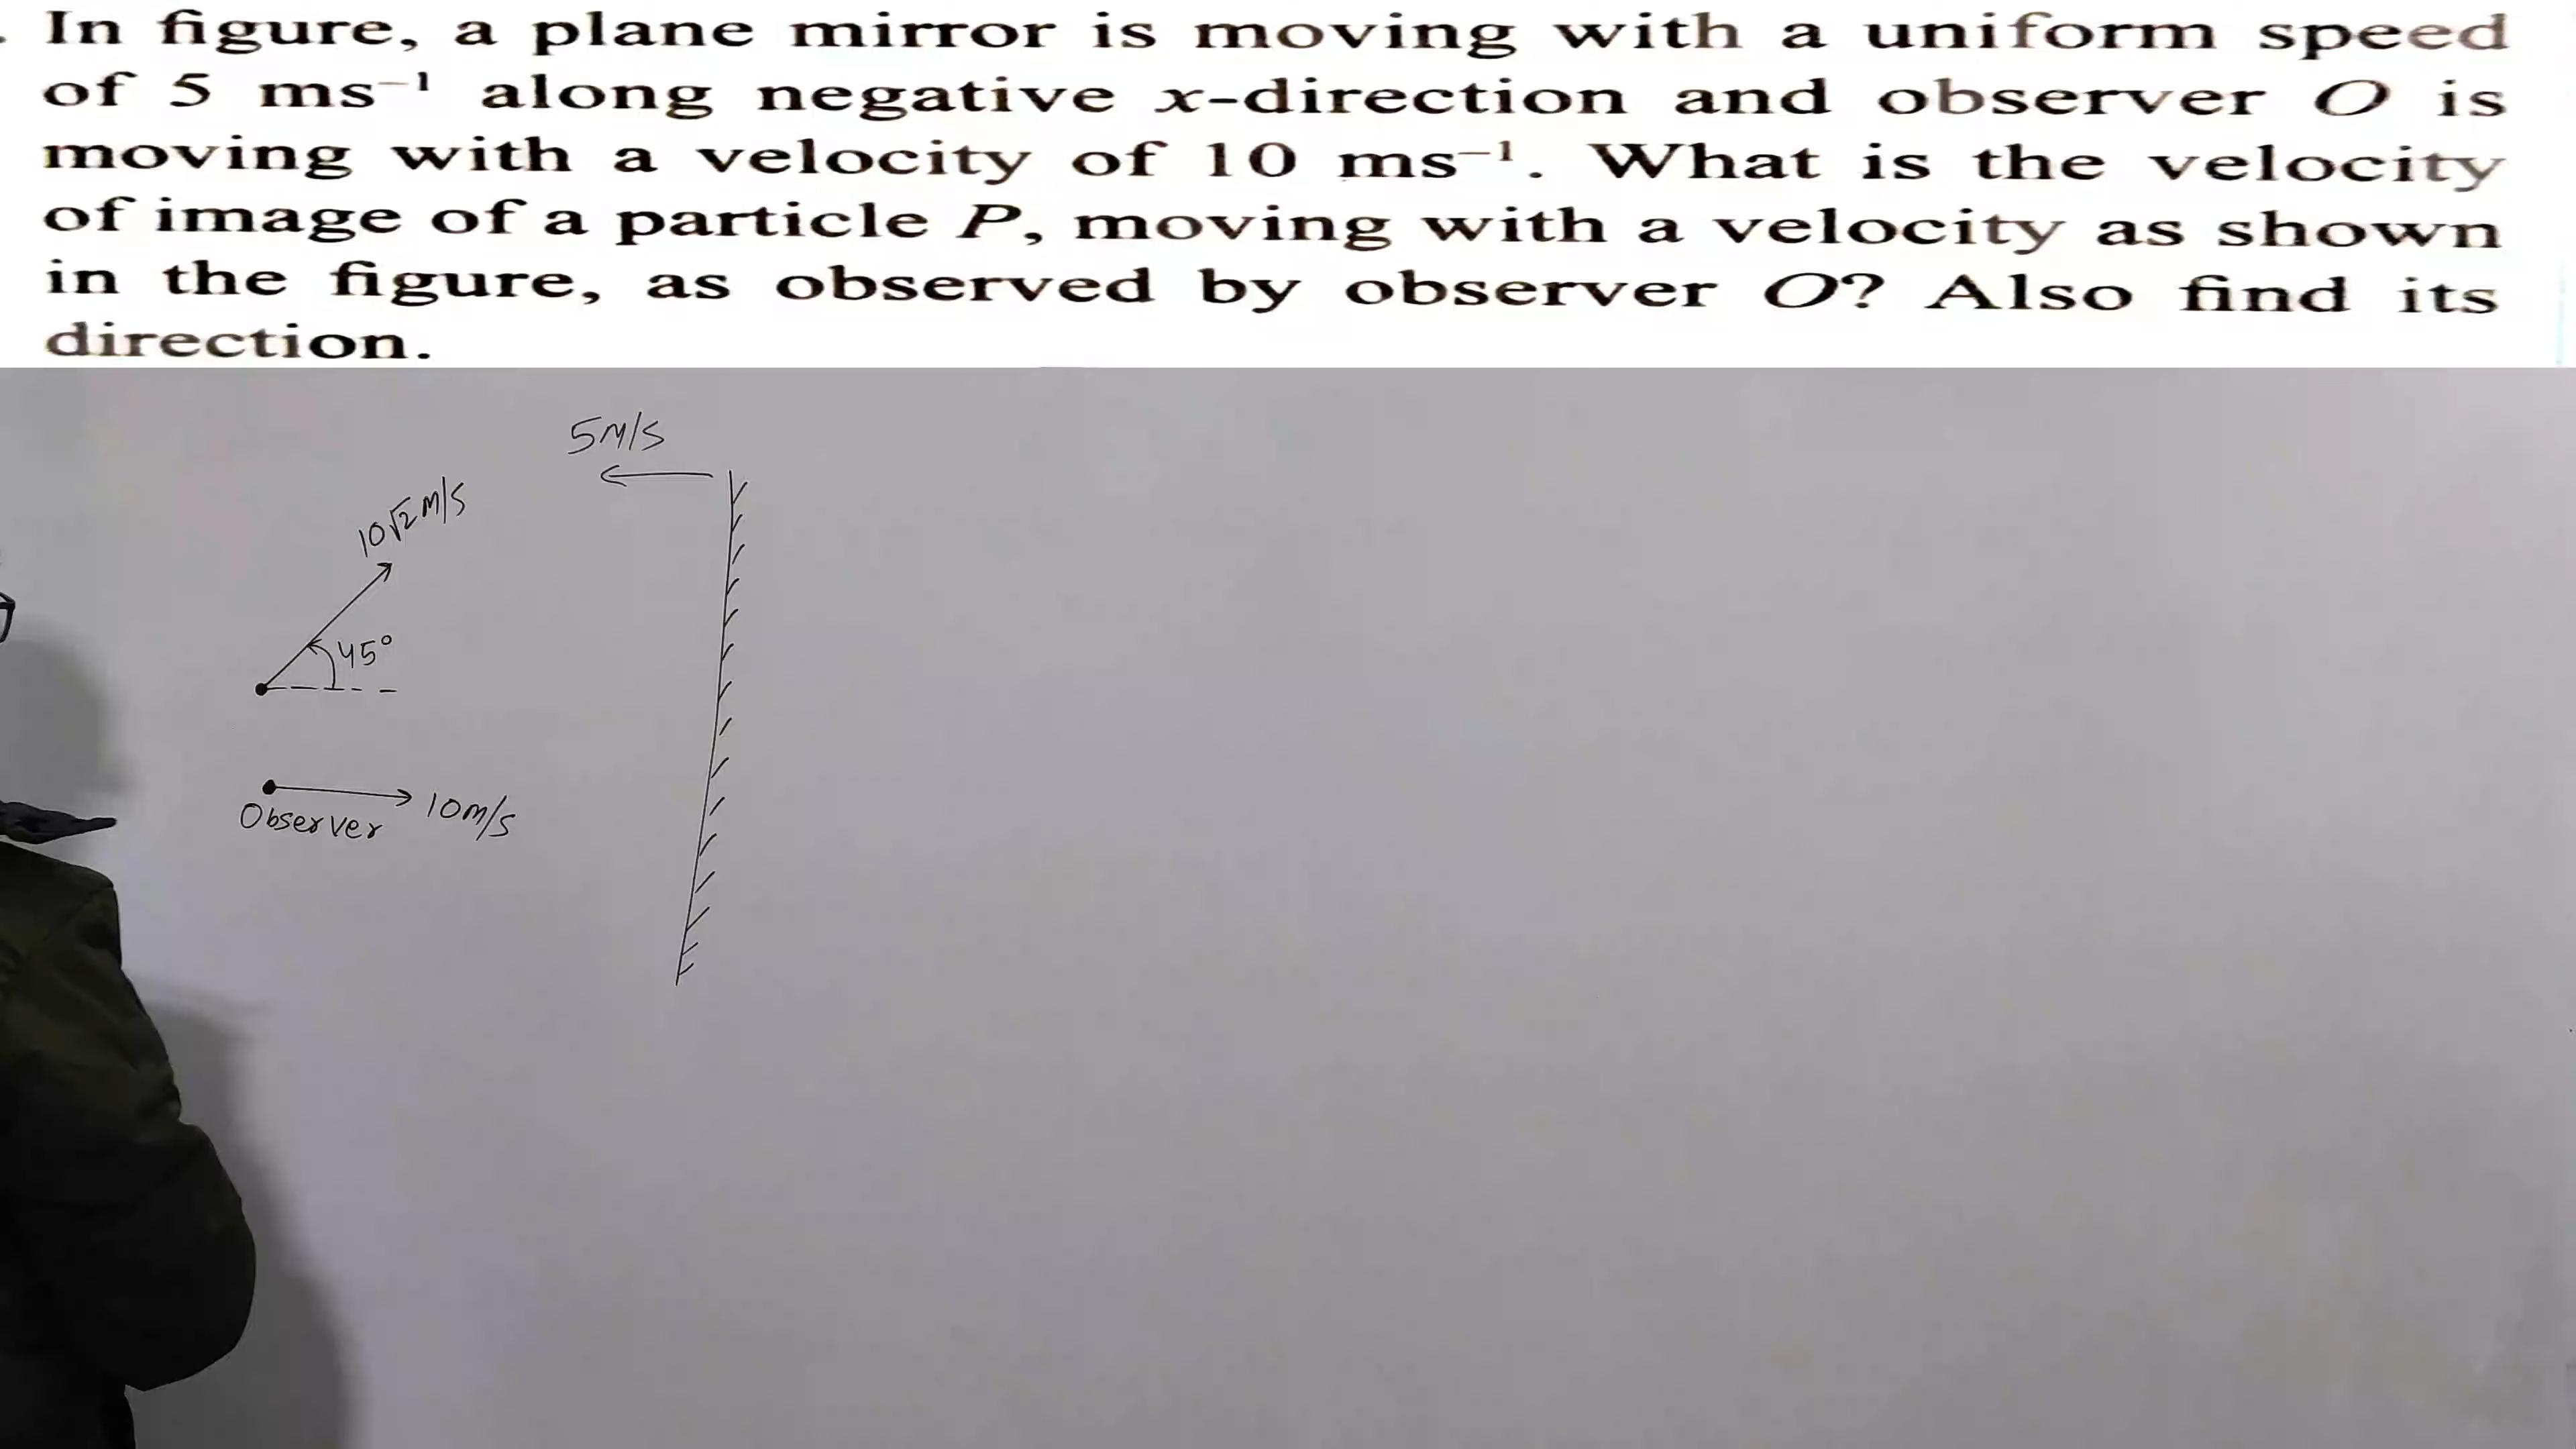 In figure, a plane mirror is moving with a uniform speed
of 5 ms⁻¹ along negative x-direction and observer O is
moving with a velocity of 10 ms⁻¹. What is the velocity
of image of a particle P, moving with a velocity as shown
in the figure, as observed by observer O? Also find its
direction.
5m/s
10√2 m/s
45°
10m/s
Observer